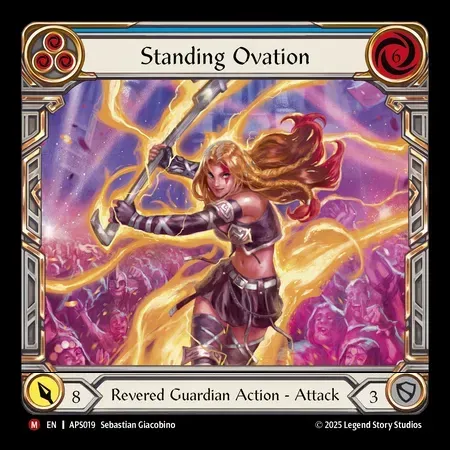 Standing Ovation
6
8
Revered Guardian Action - Attack
3
M EN | APS019 Sebastian Giacobino
© 2025 Legend Story Studios